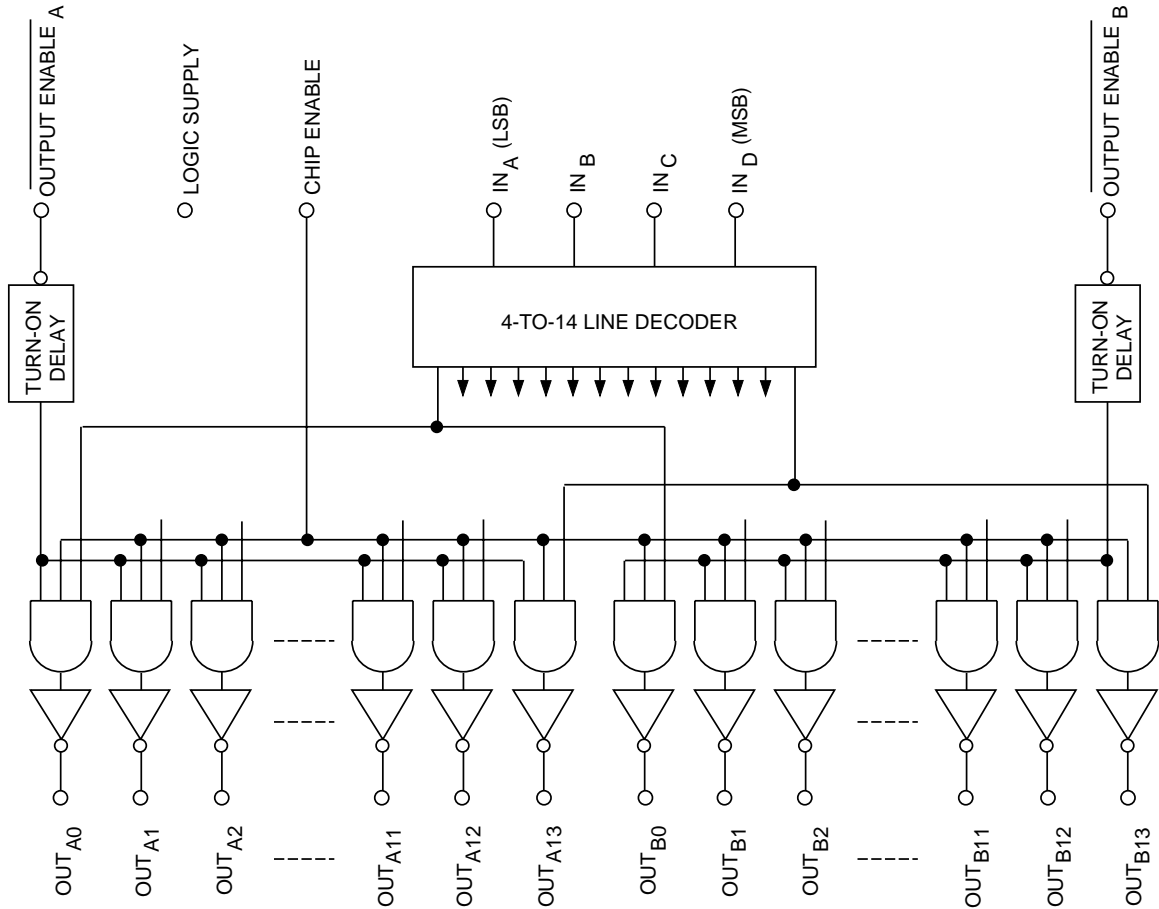 OUTPUT ENABLE A
LOGIC SUPPLY
CHIP ENABLE
IN A (LSB)
IN B
IN C
IN D (MSB)
OUTPUT ENABLE B
TURN-ON
DELAY
4-TO-14 LINE DECODER
TURN-ON
DELAY
OUT A0
OUT A1
OUT A2
OUT A11
OUT A12
OUT A13
OUT B0
OUT B1
OUT B2
OUT B11
OUT B12
OUT B13